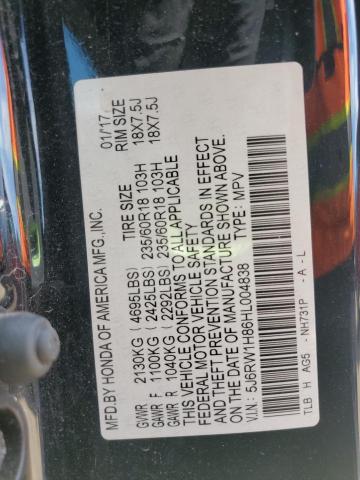 MFD.BY HONDA OF AMERICA MFG.,INC. 01/17
TIRE SIZE RIM SIZE
GVWR 2130KG (4695LBS)
GAWR F 1100KG (2425LBS) 235/60R18 103H 18X7.5J
GAWR R 1040KG (2292LBS) 235/60R18 103H 18X7.5J
THIS VEHICLE CONFORMS TO ALL APPLICABLE
FEDERAL MOTOR VEHICLE SAFETY
AND THEFT PREVENTION STANDARDS IN EFFECT
ON THE DATE OF MANUFACTURE SHOWN ABOVE.
V.I.N.: 5J6RW1H86HL004838 TYPE: MPV
TLB H AG5 - NH731P - A - L